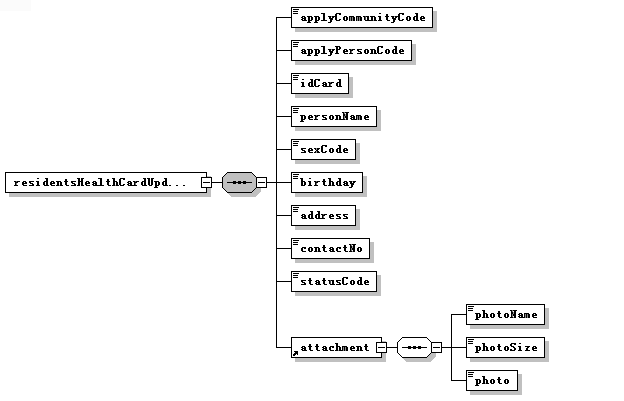 applyCommunityCode
applyPersonCode
idCard
personName
sexCode
residentsHealthCardUpd...
birthday
address
contactNo
statusCode
attachment
photoName
photoSize
photo